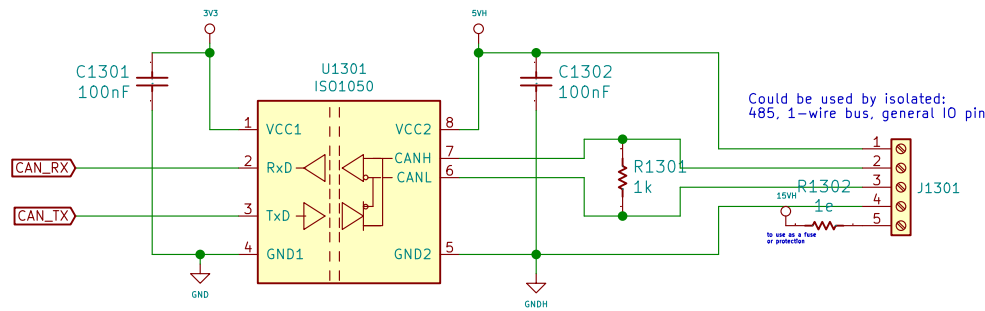 3V3
5VH
U1301
ISO1050
C1301
100nF
C1302
100nF
Could be used by isolated:
485, 1-wire bus, general IO pin
1
VCC1
VCC2
8
CAN_RX
2
RxD
CANH
7
CANL
6
CAN_TX
3
TxD
4
GND1
GND2
5
R1301
1k
1
2
3
4
5
J1301
R1302
1e
15VH
to use as a fuse
or protection
GND
GNDH